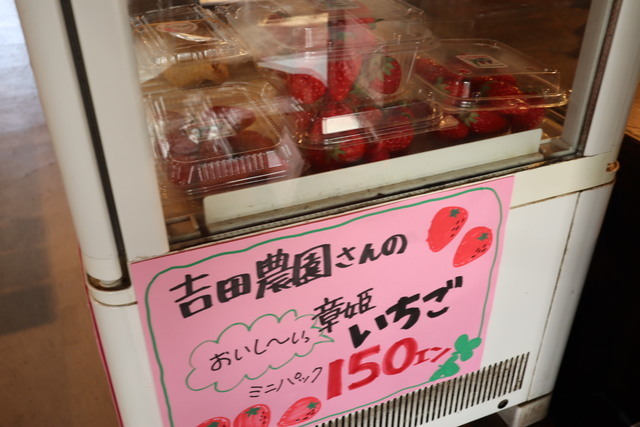 吉田農園さんの
章姫
いちご
おいし～いっ
ミニパック 150エン